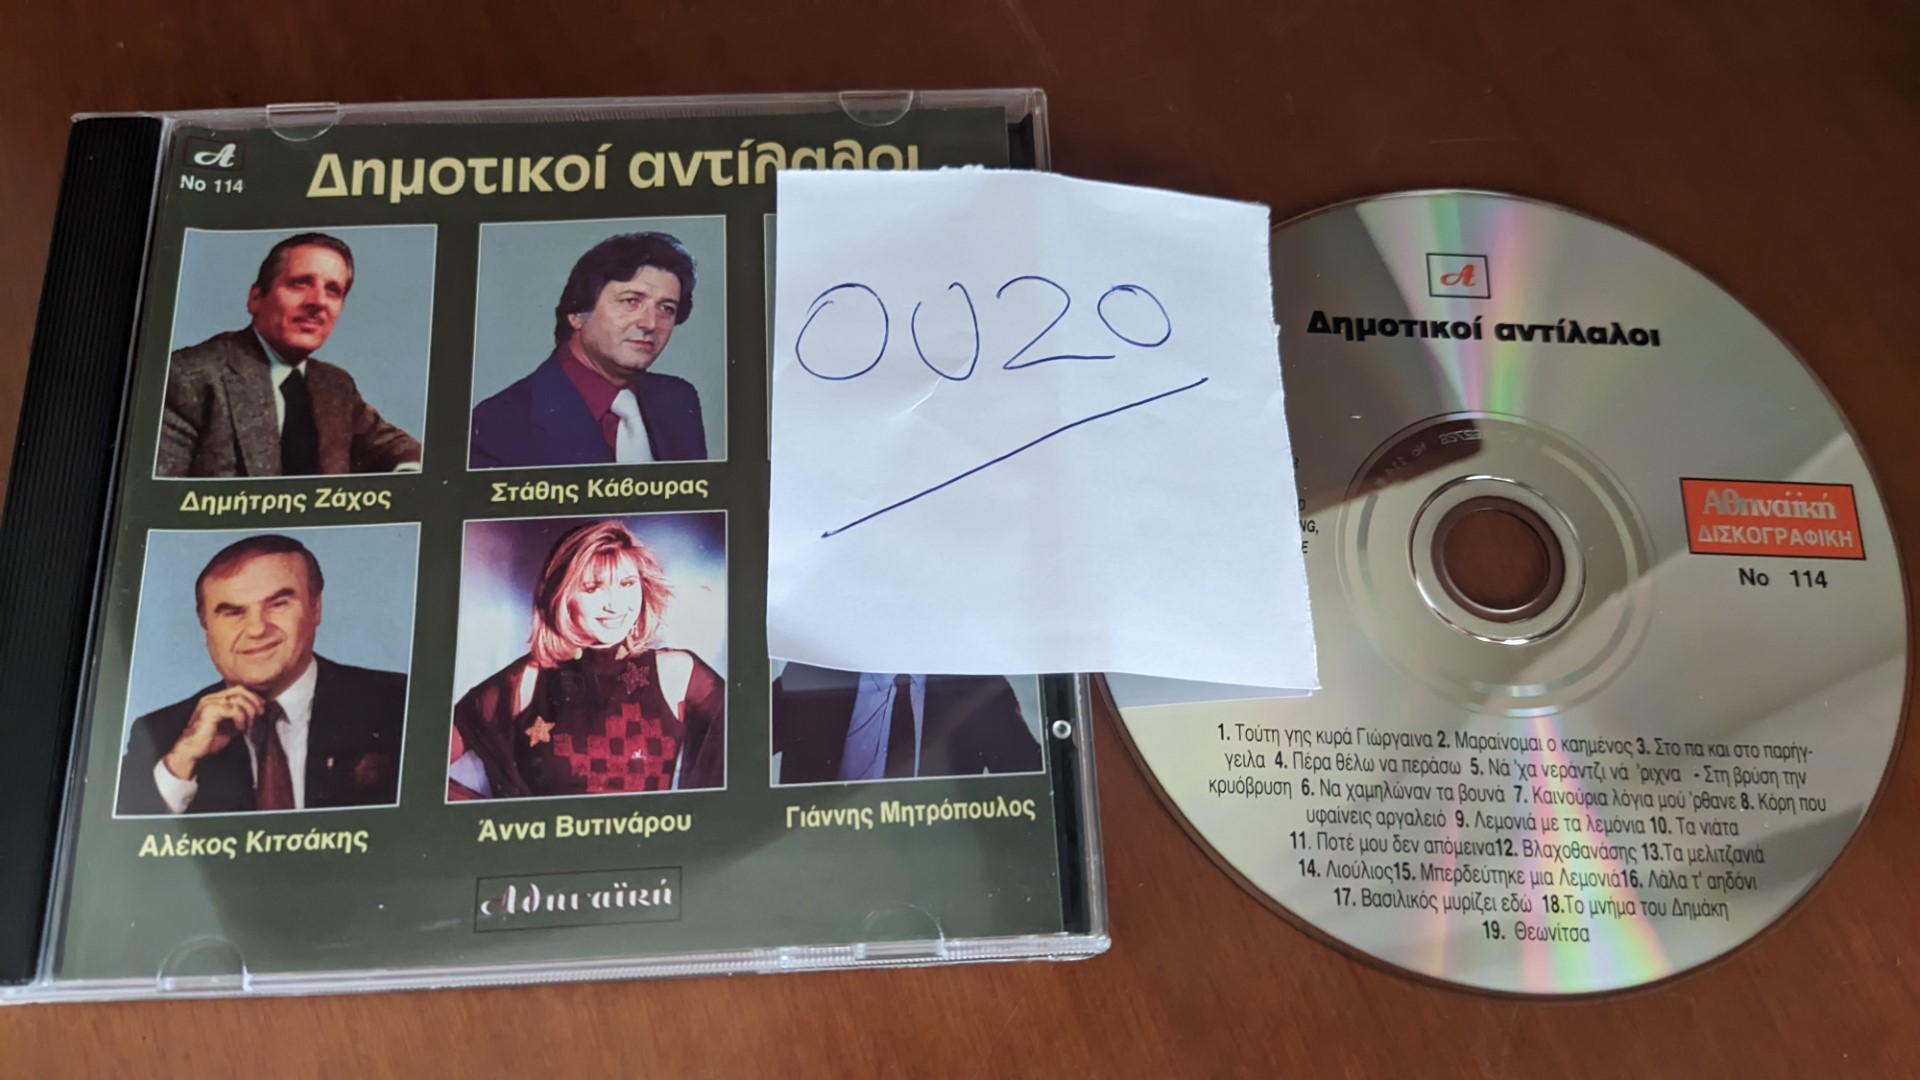 A
Νο 114
Δημοτικοί αντίλαλοι
Δημήτρης Ζάχος
Στάθης Κάβουρας
Αλέκος Κιτσάκης
Άννα Βυτινάρου
Γιάννης Μητρόπουλος
Αθηναϊκή
OUZO
A
Δημοτικοί αντίλαλοι
Αθηναϊκή
ΔΙΣΚΟΓΡΑΦΙΚΗ
Νο 114
1. Τούτη γης κυρά Γιώργαινα 2. Μαραίνομαι ο καημένος 3. Στο πα και στο παρήγ-
γειλα 4. Πέρα θέλω να περάσω 5. Νά 'χα νεράντζι νά 'ριχνα - Στη βρύση την
κρυόβρυση 6. Να χαμηλώναν τα βουνά 7. Καινούρια λόγια μού 'ρθανε 8. Κόρη που
υφαίνεις αργαλειό 9. Λεμονιά με τα λεμόνια 10. Τα νιάτα
11. Ποτέ μου δεν απόμεινα12. Βλαχοθανάσης 13.Τα μελιτζανιά
14. Λιούλιος15. Μπερδεύτηκε μια Λεμονιά16. Λάλα τ' αηδόνι
17. Βασιλικός μυρίζει εδώ 18.Το μνήμα του Δημάκη
19. Θεωνίτσα